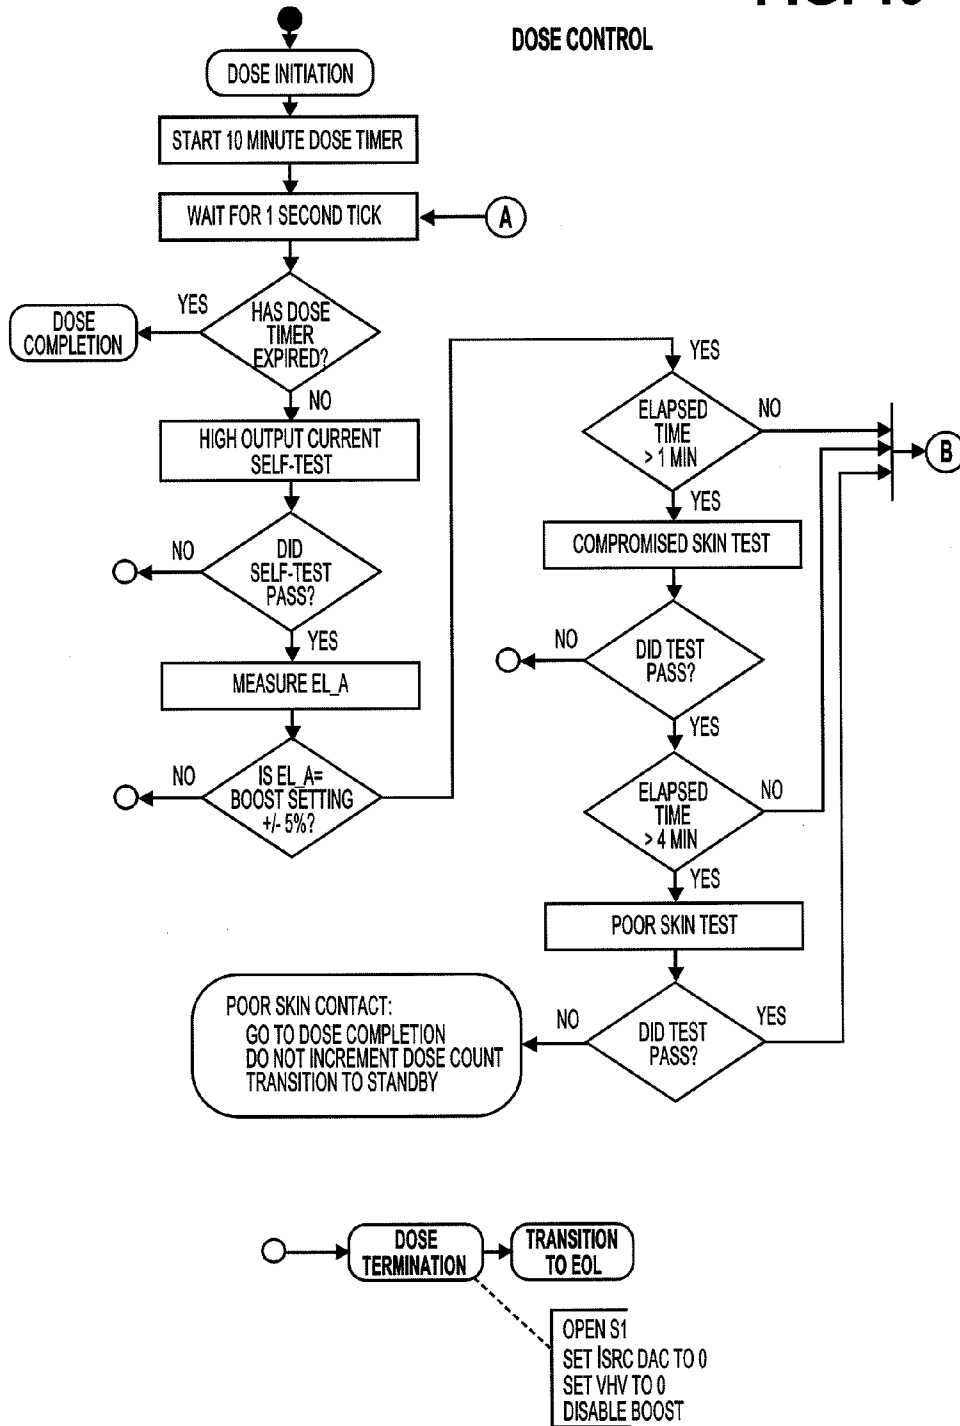 DOSE CONTROL
DOSE INITIATION
START 10 MINUTE DOSE TIMER
WAIT FOR 1 SECOND TICK
A
YES
HAS DOSE
TIMER
EXPIRED?
DOSE
COMPLETION
NO
HIGH OUTPUT CURRENT
SELF-TEST
NO
DID
SELF-TEST
PASS?
YES
MEASURE EL_A
NO
IS EL_A=
BOOST SETTING
+/- 5%?
YES
ELAPSED
TIME
> 1 MIN
NO
B
YES
COMPROMISED SKIN TEST
NO
DID TEST
PASS?
YES
ELAPSED
TIME
> 4 MIN
NO
YES
POOR SKIN TEST
NO
DID TEST
PASS?
YES
POOR SKIN CONTACT:
GO TO DOSE COMPLETION
DO NOT INCREMENT DOSE COUNT
TRANSITION TO STANDBY
DOSE
TERMINATION
TRANSITION
TO EOL
OPEN S1
SET ISRC DAC TO 0
SET VHV TO 0
DISABLE BOOST